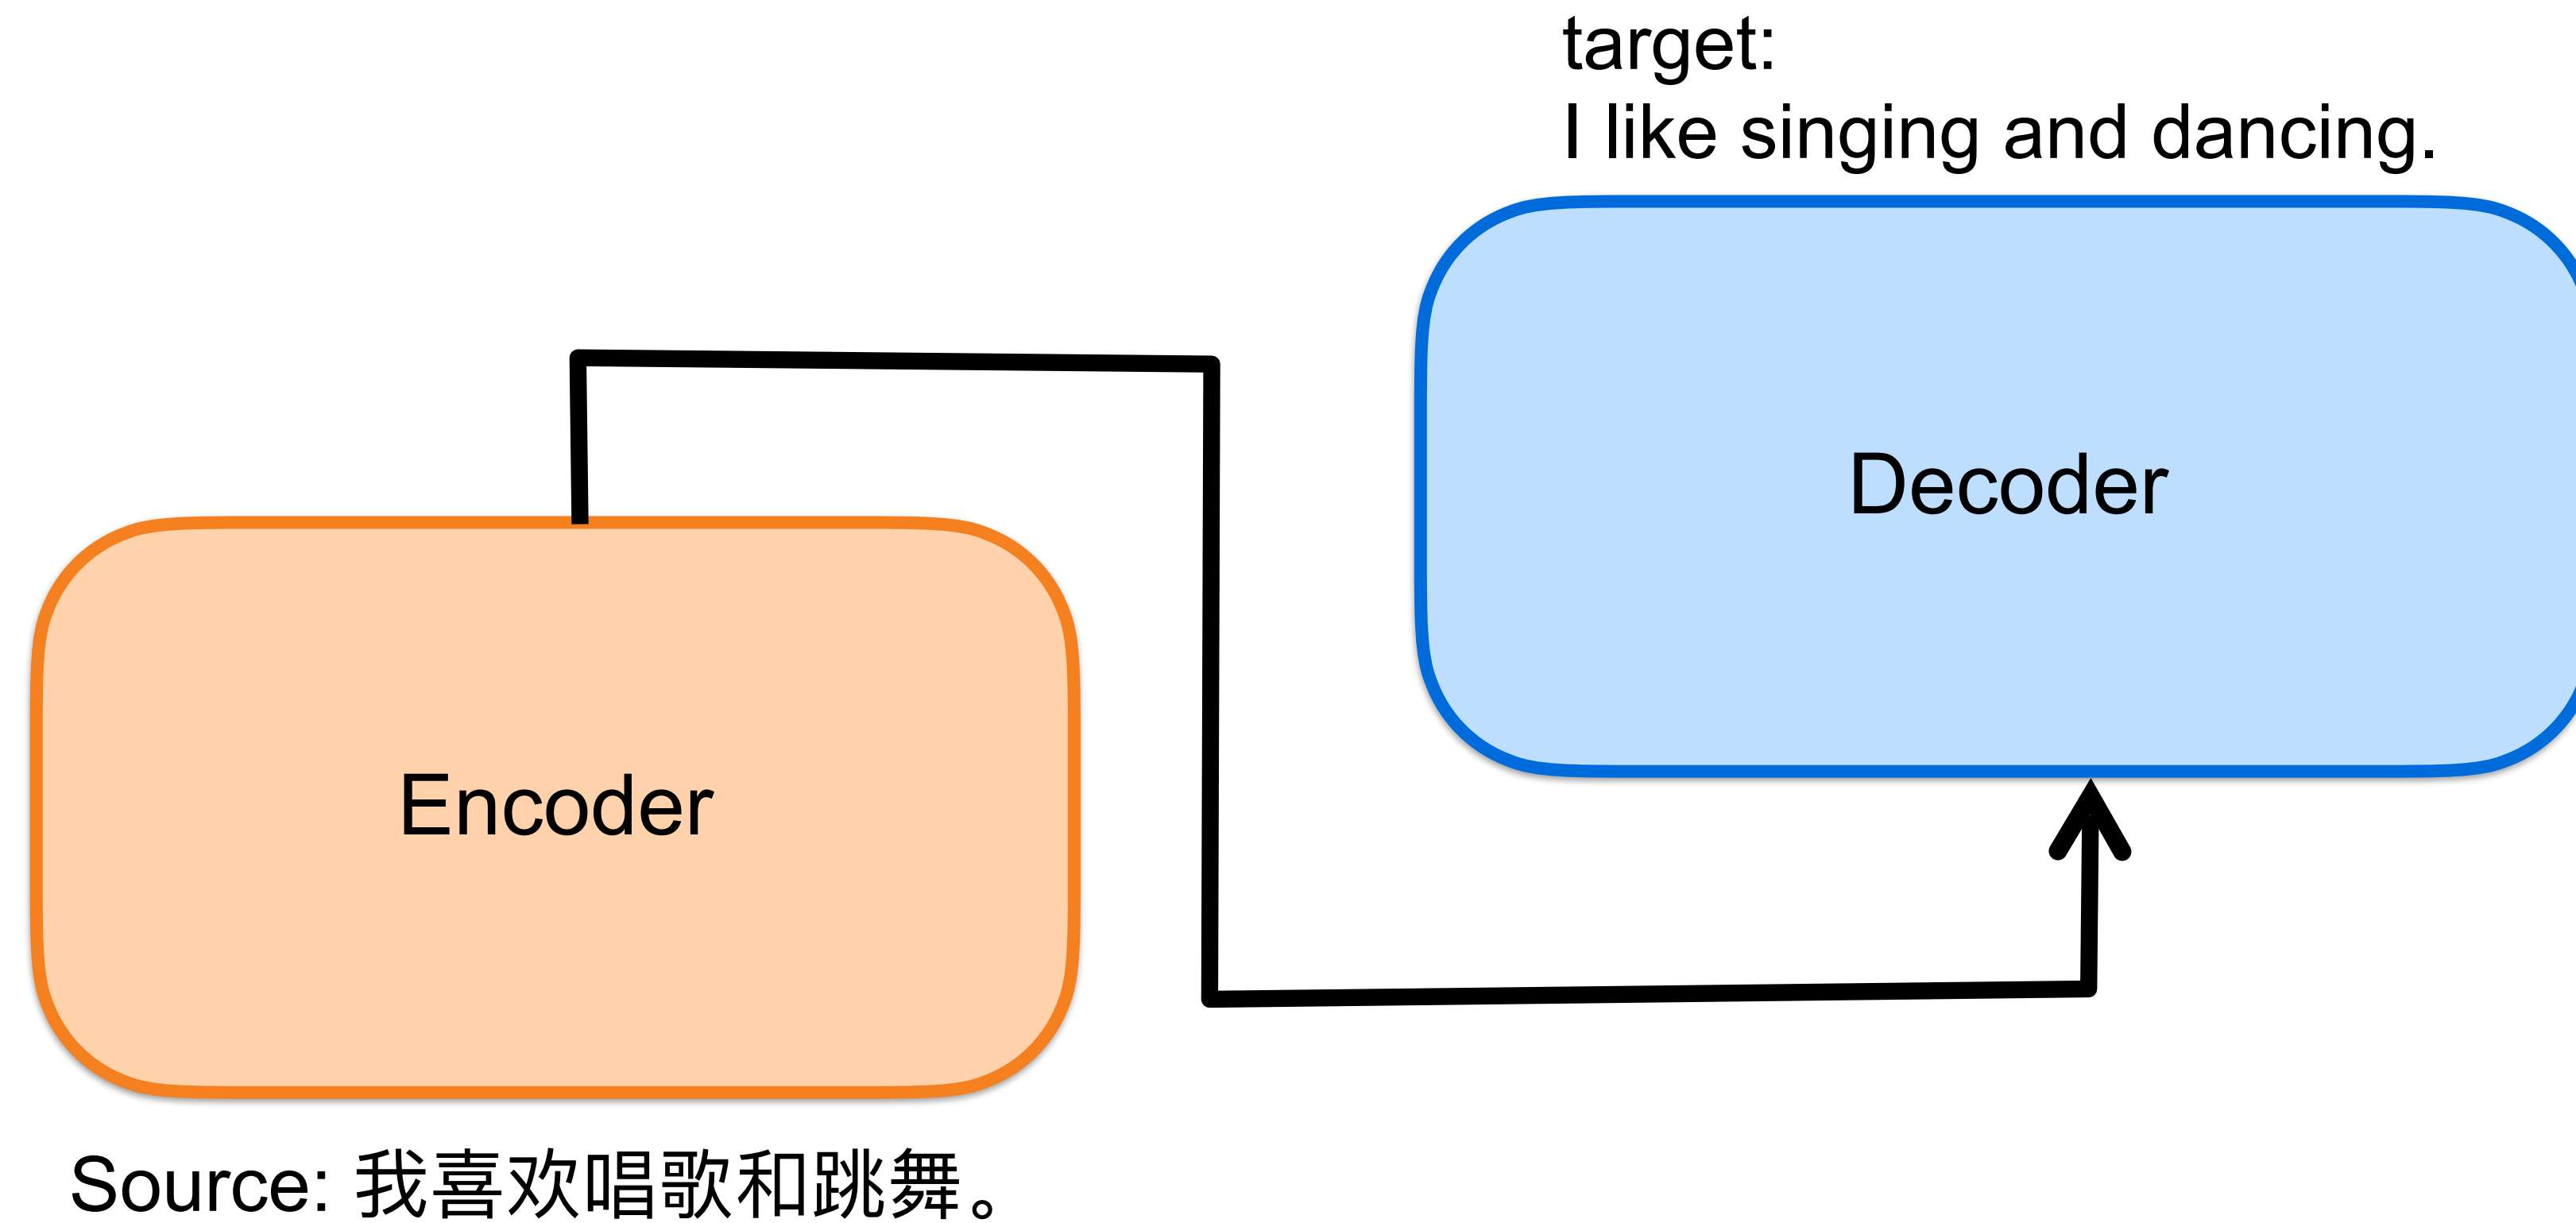 target:
I like singing and dancing.
Decoder
Encoder
Source: 我喜欢唱歌和跳舞。